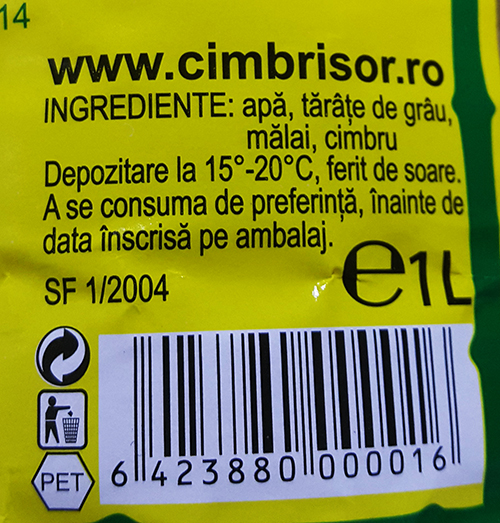 14
www.cimbrisor.ro
INGREDIENTE: apă, tărâțe de grâu,
mălai, cimbru
Depozitare la 15°-20°C, ferit de soare.
A se consuma de preferință, înainte de
data înscrisă pe ambalaj.
SF 1/2004
℮1L
PET
6 423880 000016